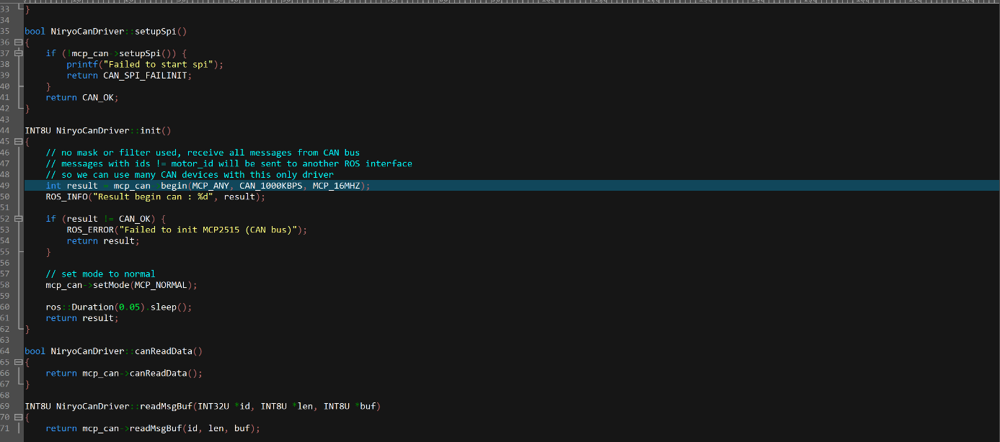 33 }
34
35 bool NiryoCanDriver::setupSpi()
36 {
37     if (!mcp_can->setupSpi()) {
38         printf("Failed to start spi");
39         return CAN_SPI_FAILINIT;
40     }
41     return CAN_OK;
42 }
43
44 INT8U NiryoCanDriver::init()
45 {
46     // no mask or filter used, receive all messages from CAN bus
47     // messages with ids != motor_id will be sent to another ROS interface
48     // so we can use many CAN devices with this only driver
49     int result = mcp_can->begin(MCP_ANY, CAN_1000KBPS, MCP_16MHZ);
50     ROS_INFO("Result begin can : %d", result);
51
52     if (result != CAN_OK) {
53         ROS_ERROR("Failed to init MCP2515 (CAN bus)");
54         return result;
55     }
56
57     // set mode to normal
58     mcp_can->setMode(MCP_NORMAL);
59
60     ros::Duration(0.05).sleep();
61     return result;
62 }
63
64 bool NiryoCanDriver::canReadData()
65 {
66     return mcp_can->canReadData();
67 }
68
69 INT8U NiryoCanDriver::readMsgBuf(INT32U *id, INT8U *len, INT8U *buf)
70 {
71     return mcp_can->readMsgBuf(id, len, buf);